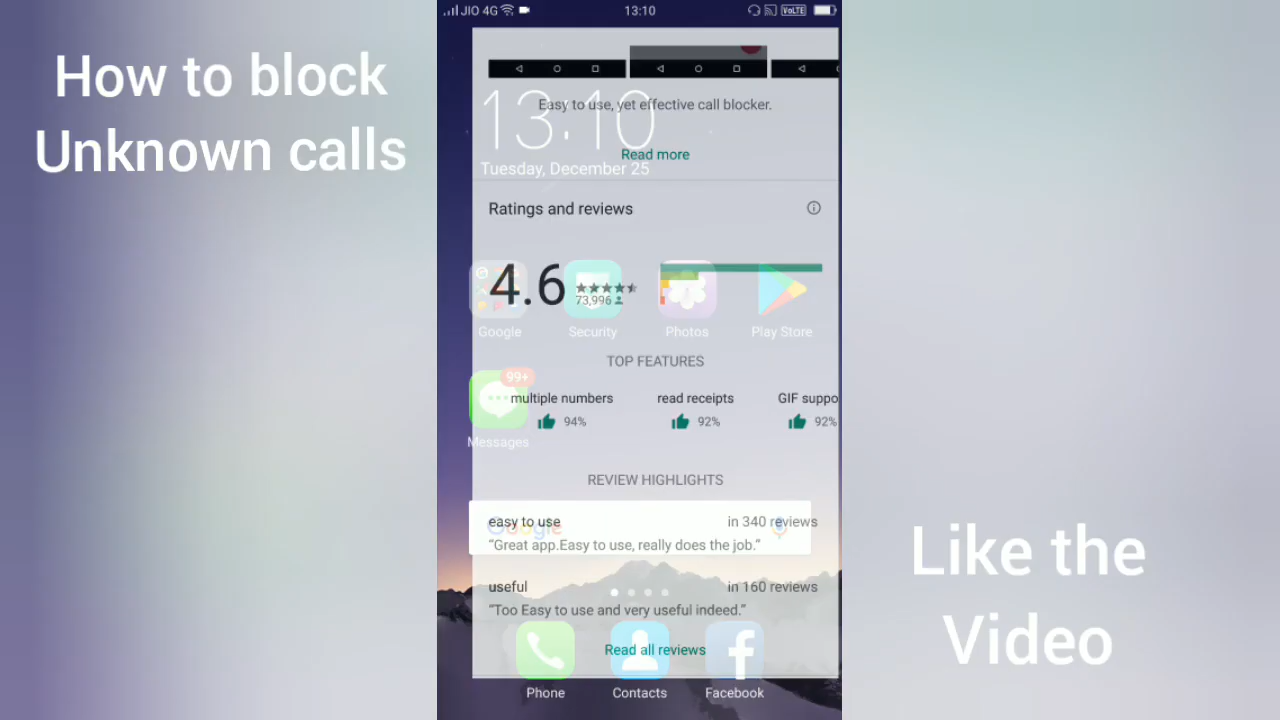 How to block
Unknown calls
JIO 4G
13:10
VoLTE
Easy to use, yet effective call blocker.
13:10
Read more
Tuesday, December 25
Ratings and reviews
4.6
73,996
Google
Security
Photos
Play Store
TOP FEATURES
99+
multiple numbers
read receipts
GIF suppo
94%
92%
92%
Messages
REVIEW HIGHLIGHTS
easy to use
in 340 reviews
Google
“Great app.Easy to use, really does the job.”
useful
in 160 reviews
“Too Easy to use and very useful indeed.”
Read all reviews
Phone
Contacts
Facebook
Like the
Video